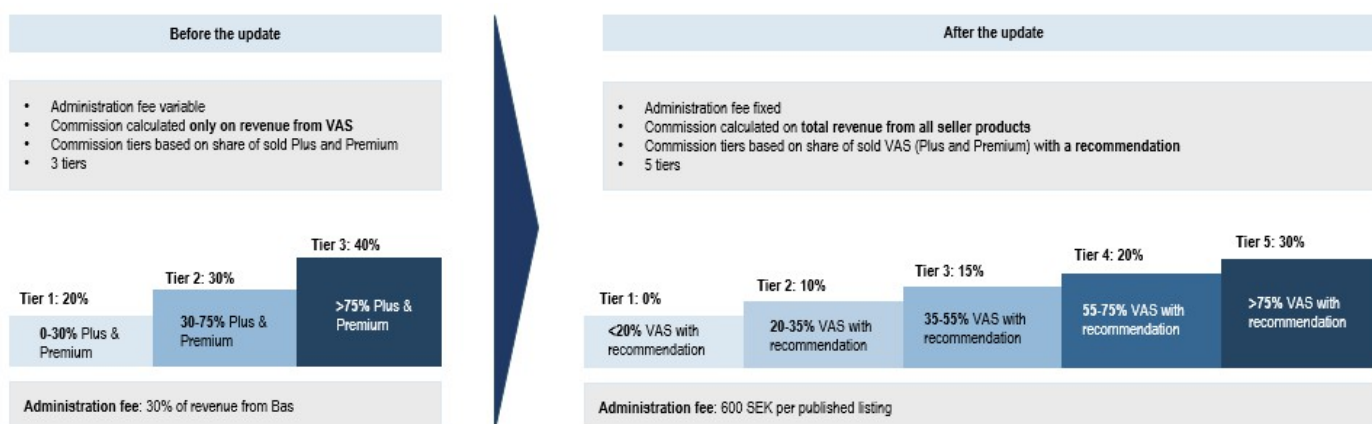 Before the update
• Administration fee variable
• Commission calculated only on revenue from VAS
• Commission tiers based on share of sold Plus and Premium
• 3 tiers
Tier 1: 20%
0-30% Plus &
Premium
Tier 2: 30%
30-75% Plus &
Premium
Tier 3: 40%
>75% Plus &
Premium
Administration fee: 30% of revenue from Bas
After the update
• Administration fee fixed
• Commission calculated on total revenue from all seller products
• Commission tiers based on share of sold VAS (Plus and Premium) with a recommendation
• 5 tiers
Tier 1: 0%
<20% VAS with
recommendation
Tier 2: 10%
20-35% VAS with
recommendation
Tier 3: 15%
35-55% VAS with
recommendation
Tier 4: 20%
55-75% VAS with
recommendation
Tier 5: 30%
>75% VAS with
recommendation
Administration fee: 600 SEK per published listing